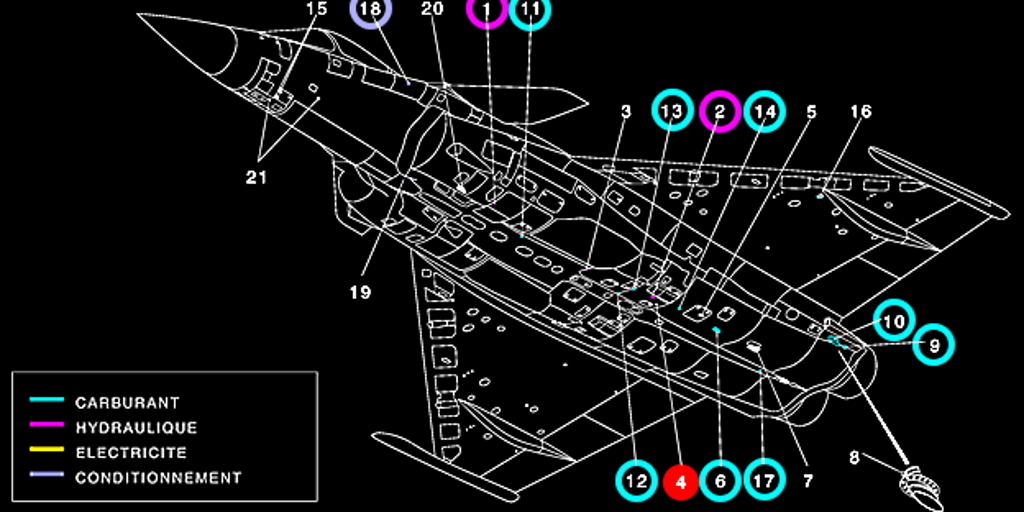 15 18 20 1 11
3 13 2 14 5 16
21
19
10
9
CARBURANT
HYDRAULIQUE
ELECTRICITE
CONDITIONNEMENT
8
12 4 6 17 7